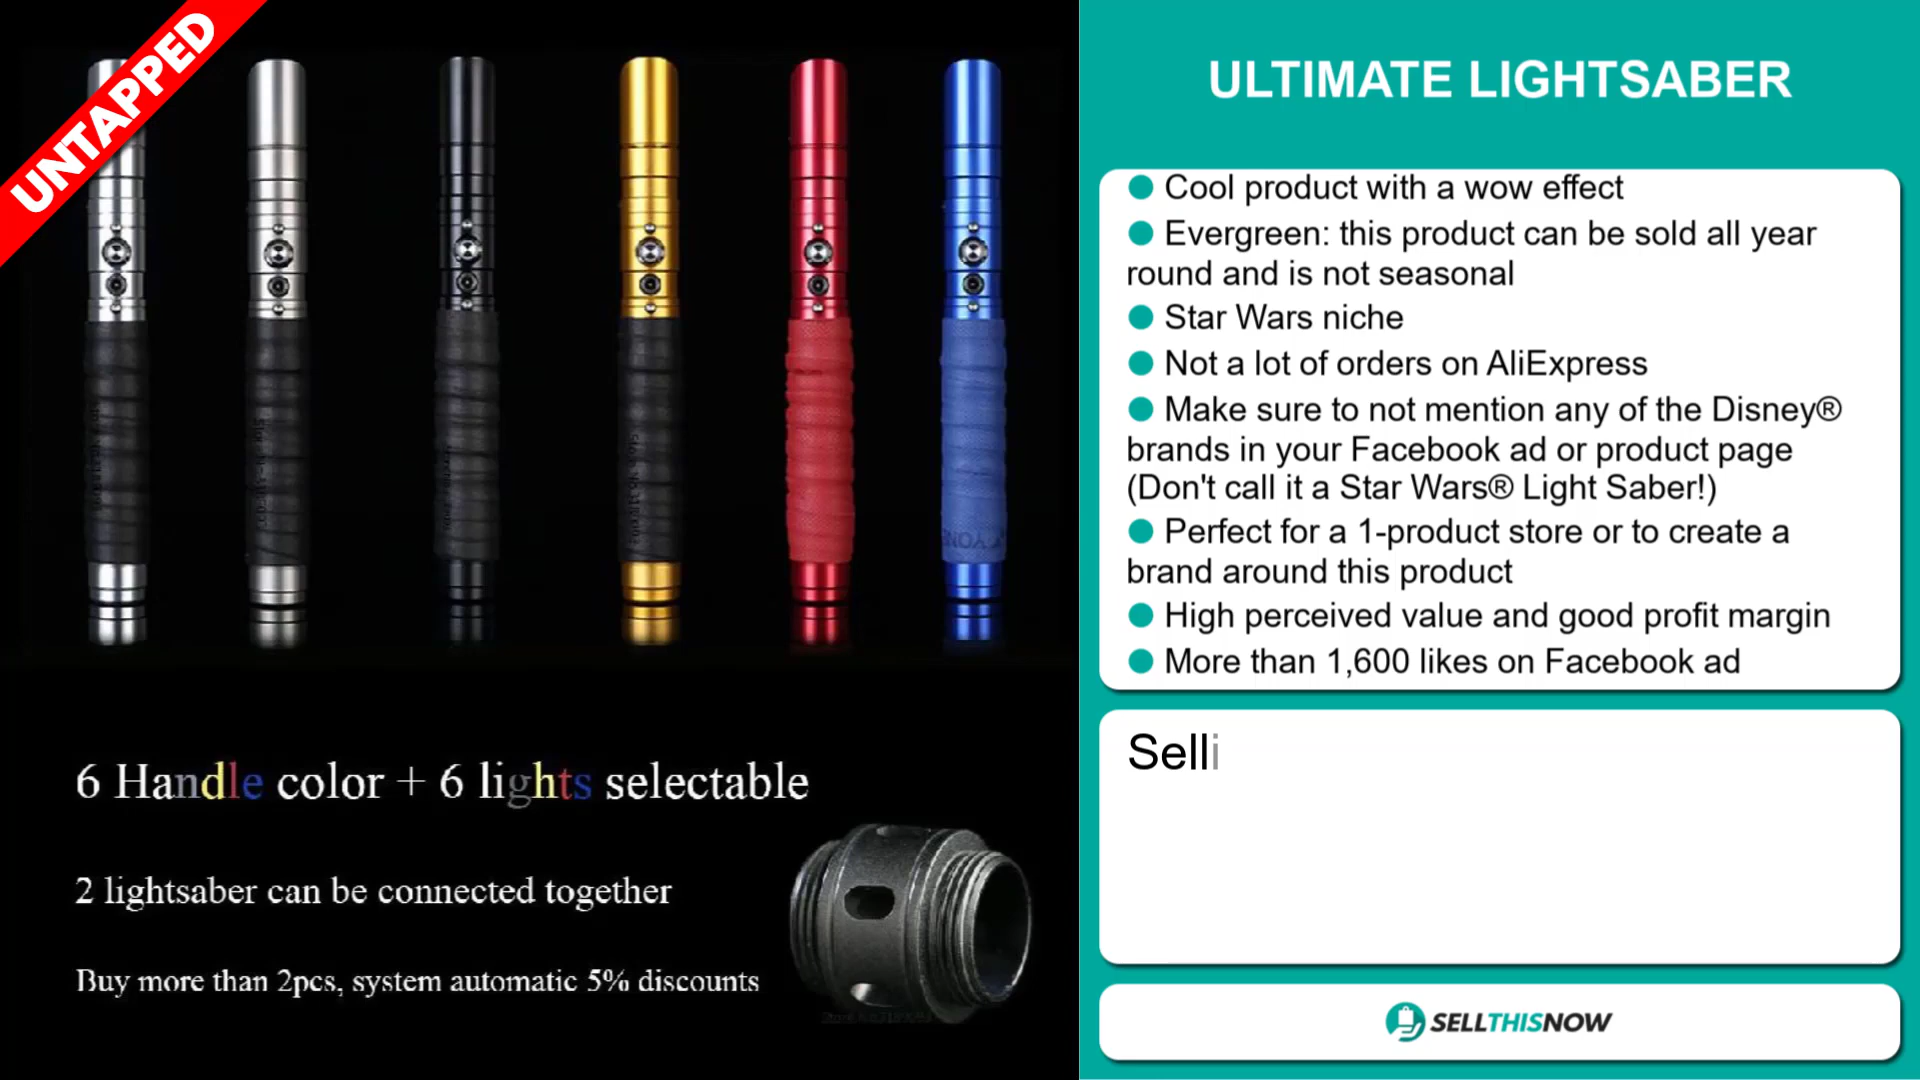 UNTAPPED
6 Handle color + 6 lights selectable
2 lightsaber can be connected together
Buy more than 2pcs, system automatic 5% discounts
ULTIMATE LIGHTSABER
● Cool product with a wow effect
● Evergreen: this product can be sold all year
round and is not seasonal
● Star Wars niche
● Not a lot of orders on AliExpress
● Make sure to not mention any of the Disney®
brands in your Facebook ad or product page
(Don't call it a Star Wars® Light Saber!)
● Perfect for a 1-product store or to create a
brand around this product
● High perceived value and good profit margin
● More than 1,600 likes on Facebook ad
Selli
SELLTHISNOW